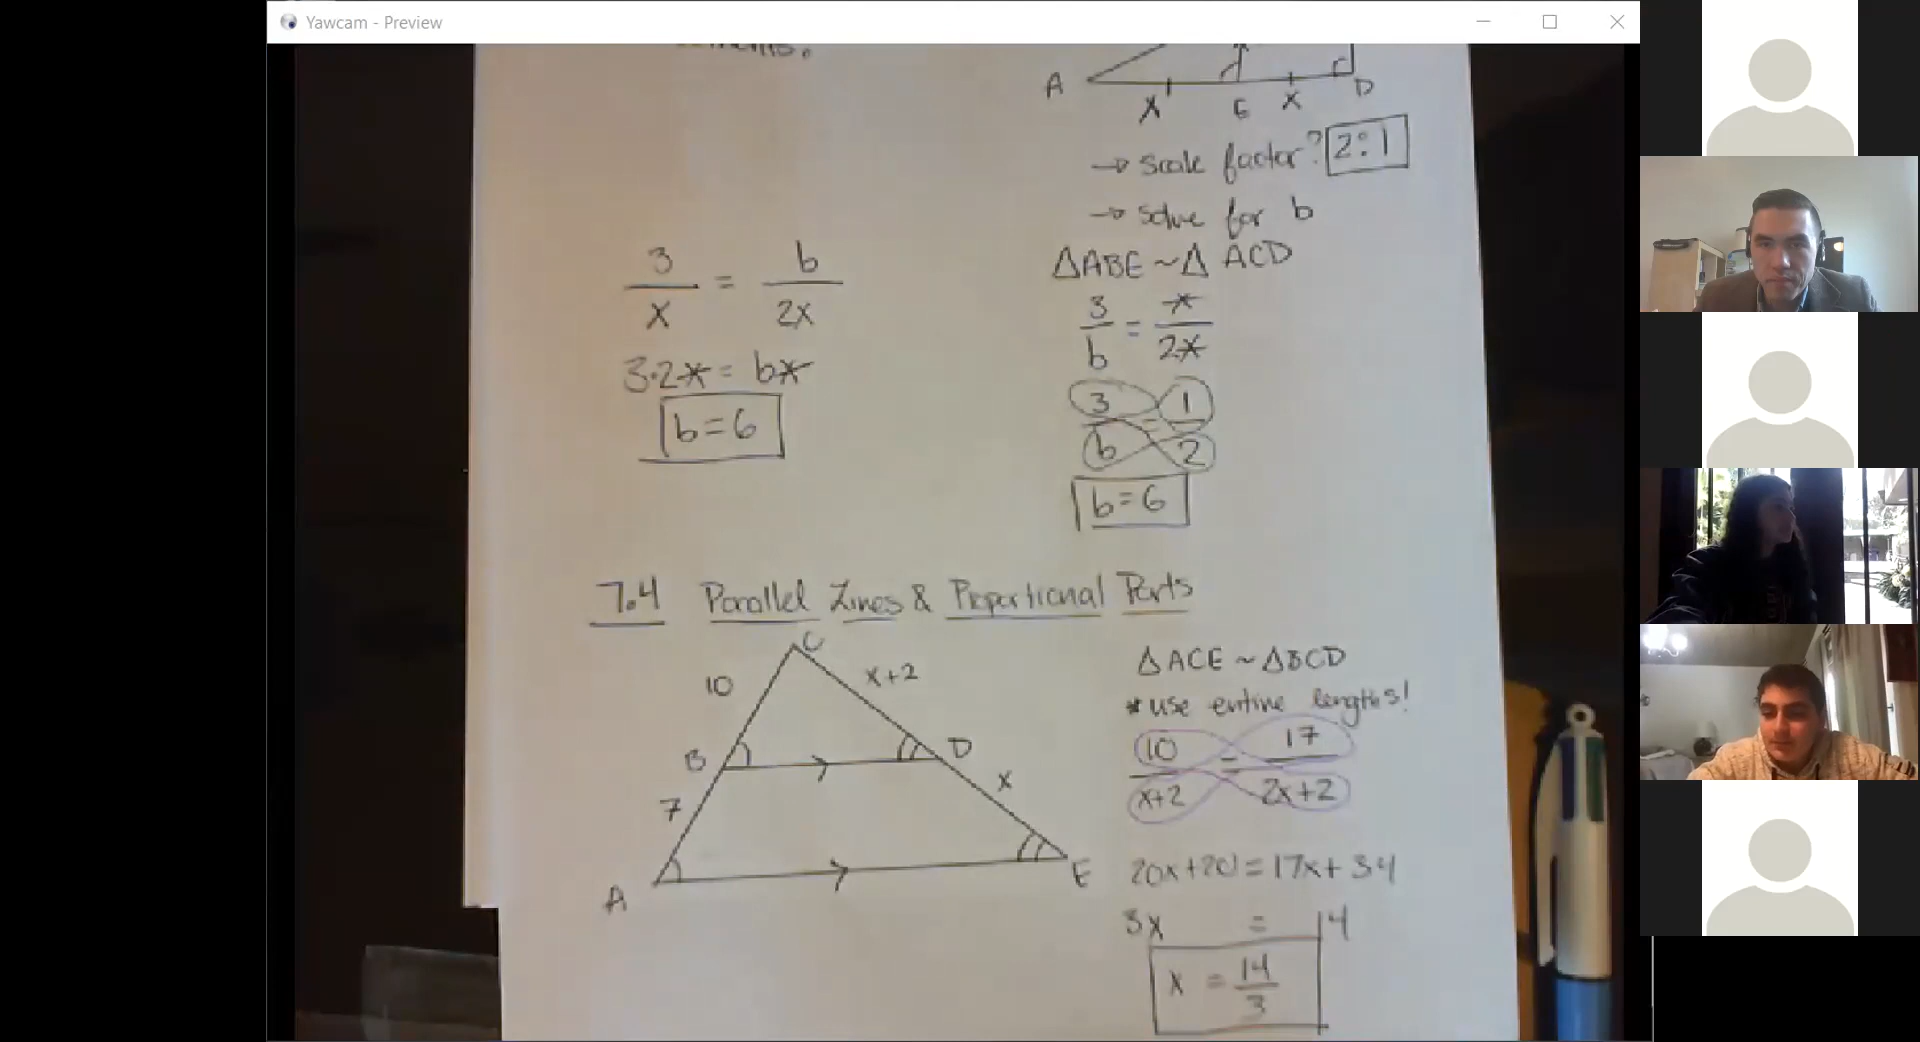 Yawcam - Preview
A
X
E
X
D
→ scale factor? 2:1
→ solve for b
ΔABE ~ Δ ACD
3/x = b/2x
3/b = x/2x
3·2x = bx
b = 6
3/b = 1/2
b = 6
7.4 Parallel Lines & Proportional Parts
C
10
x+2
B
D
7
x
A
E
ΔACE ~ ΔBCD
*use entire lengths!
10/x+2 = 17/2x+2
20x+20 = 17x+34
3x = 14
x = 14/3